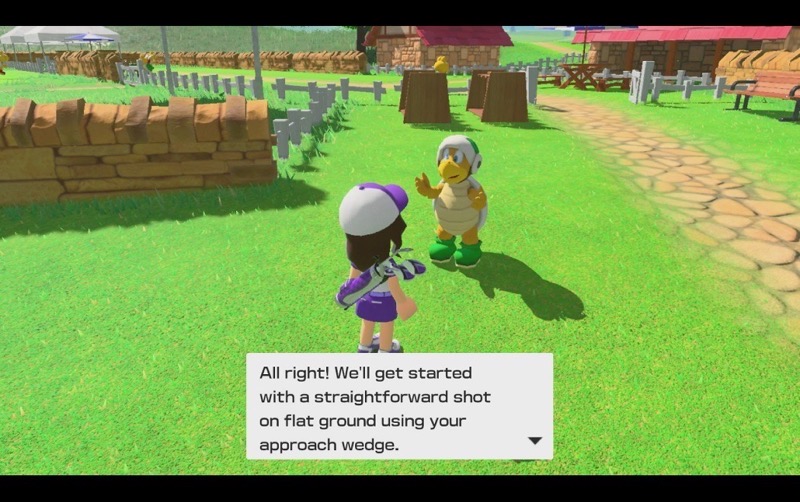 All right! We'll get started
with a straightforward shot
on flat ground using your
approach wedge.